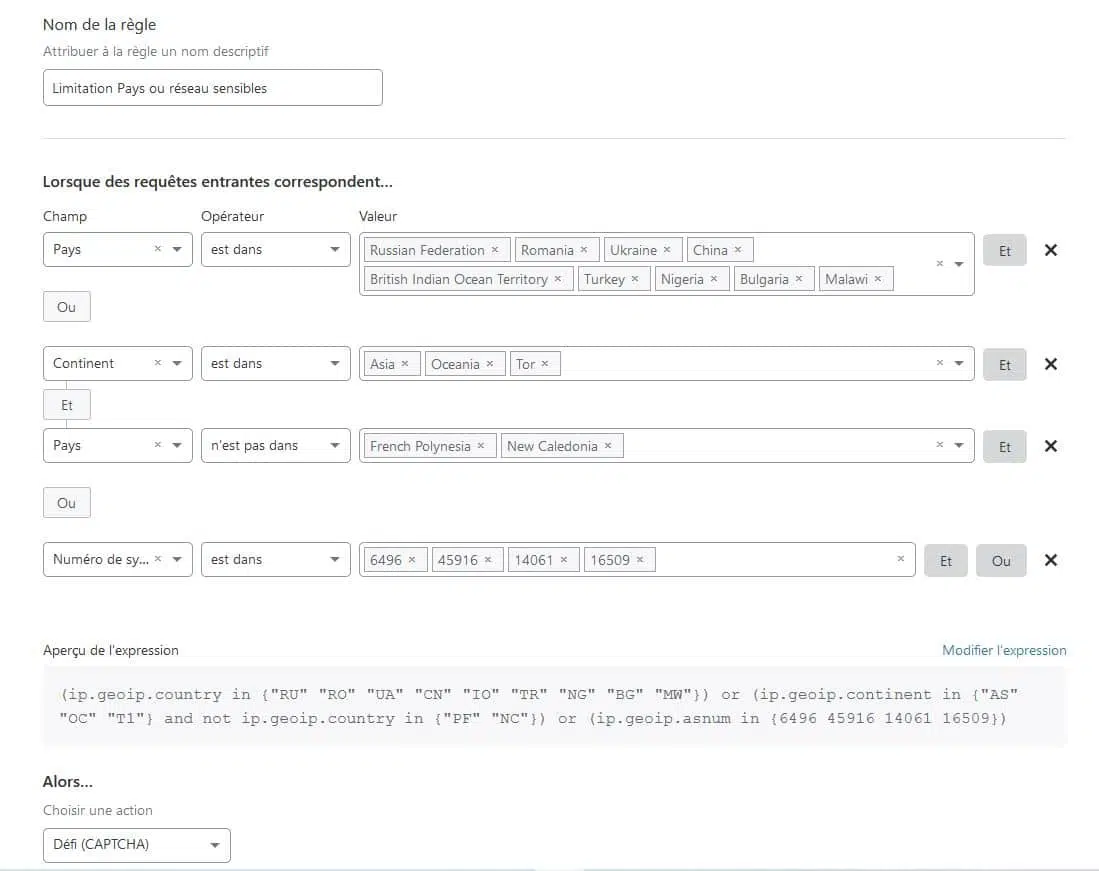 Nom de la règle
Attribuer à la règle un nom descriptif
Limitation Pays ou réseau sensibles
Lorsque des requêtes entrantes correspondent...
Champ Opérateur Valeur
Pays × est dans Russian Federation × Romania × Ukraine × China × × Et ×
British Indian Ocean Territory × Turkey × Nigeria × Bulgaria × Malawi ×
Ou
Continent × est dans Asia × Oceania × Tor × × Et ×
Et
Pays × n'est pas dans French Polynesia × New Caledonia × × Et ×
Ou
Numéro de sy... × est dans 6496 × 45916 × 14061 × 16509 × × Et Ou ×
Aperçu de l'expression Modifier l'expression
(ip.geoip.country in {"RU" "RO" "UA" "CN" "IO" "TR" "NG" "BG" "MW"}) or (ip.geoip.continent in {"AS"
"OC" "T1"} and not ip.geoip.country in {"PF" "NC"}) or (ip.geoip.asnum in {6496 45916 14061 16509})
Alors...
Choisir une action
Défi (CAPTCHA)